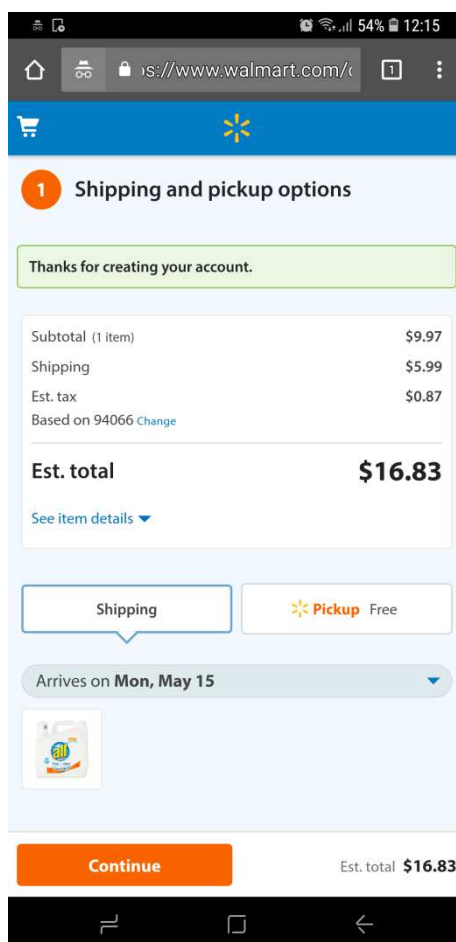 54% 12:15
s://www.walmart.com/
1
1 Shipping and pickup options
Thanks for creating your account.
Subtotal (1 item) $9.97
Shipping $5.99
Est. tax $0.87
Based on 94066 Change
Est. total $16.83
See item details
Shipping
Pickup Free
Arrives on Mon, May 15
all
Continue Est. total $16.83